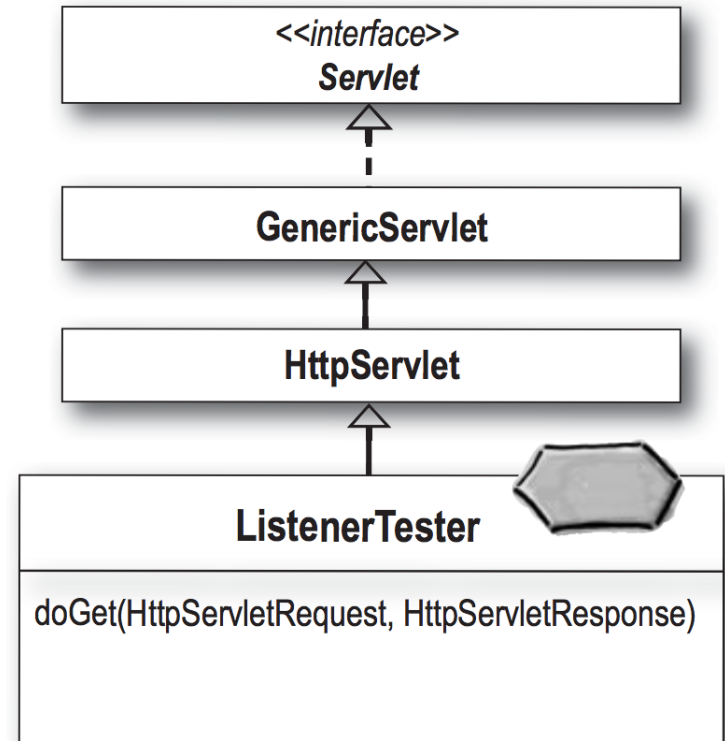 <<interface>>
Servlet
GenericServlet
HttpServlet
ListenerTester
doGet(HttpServletRequest, HttpServletResponse)